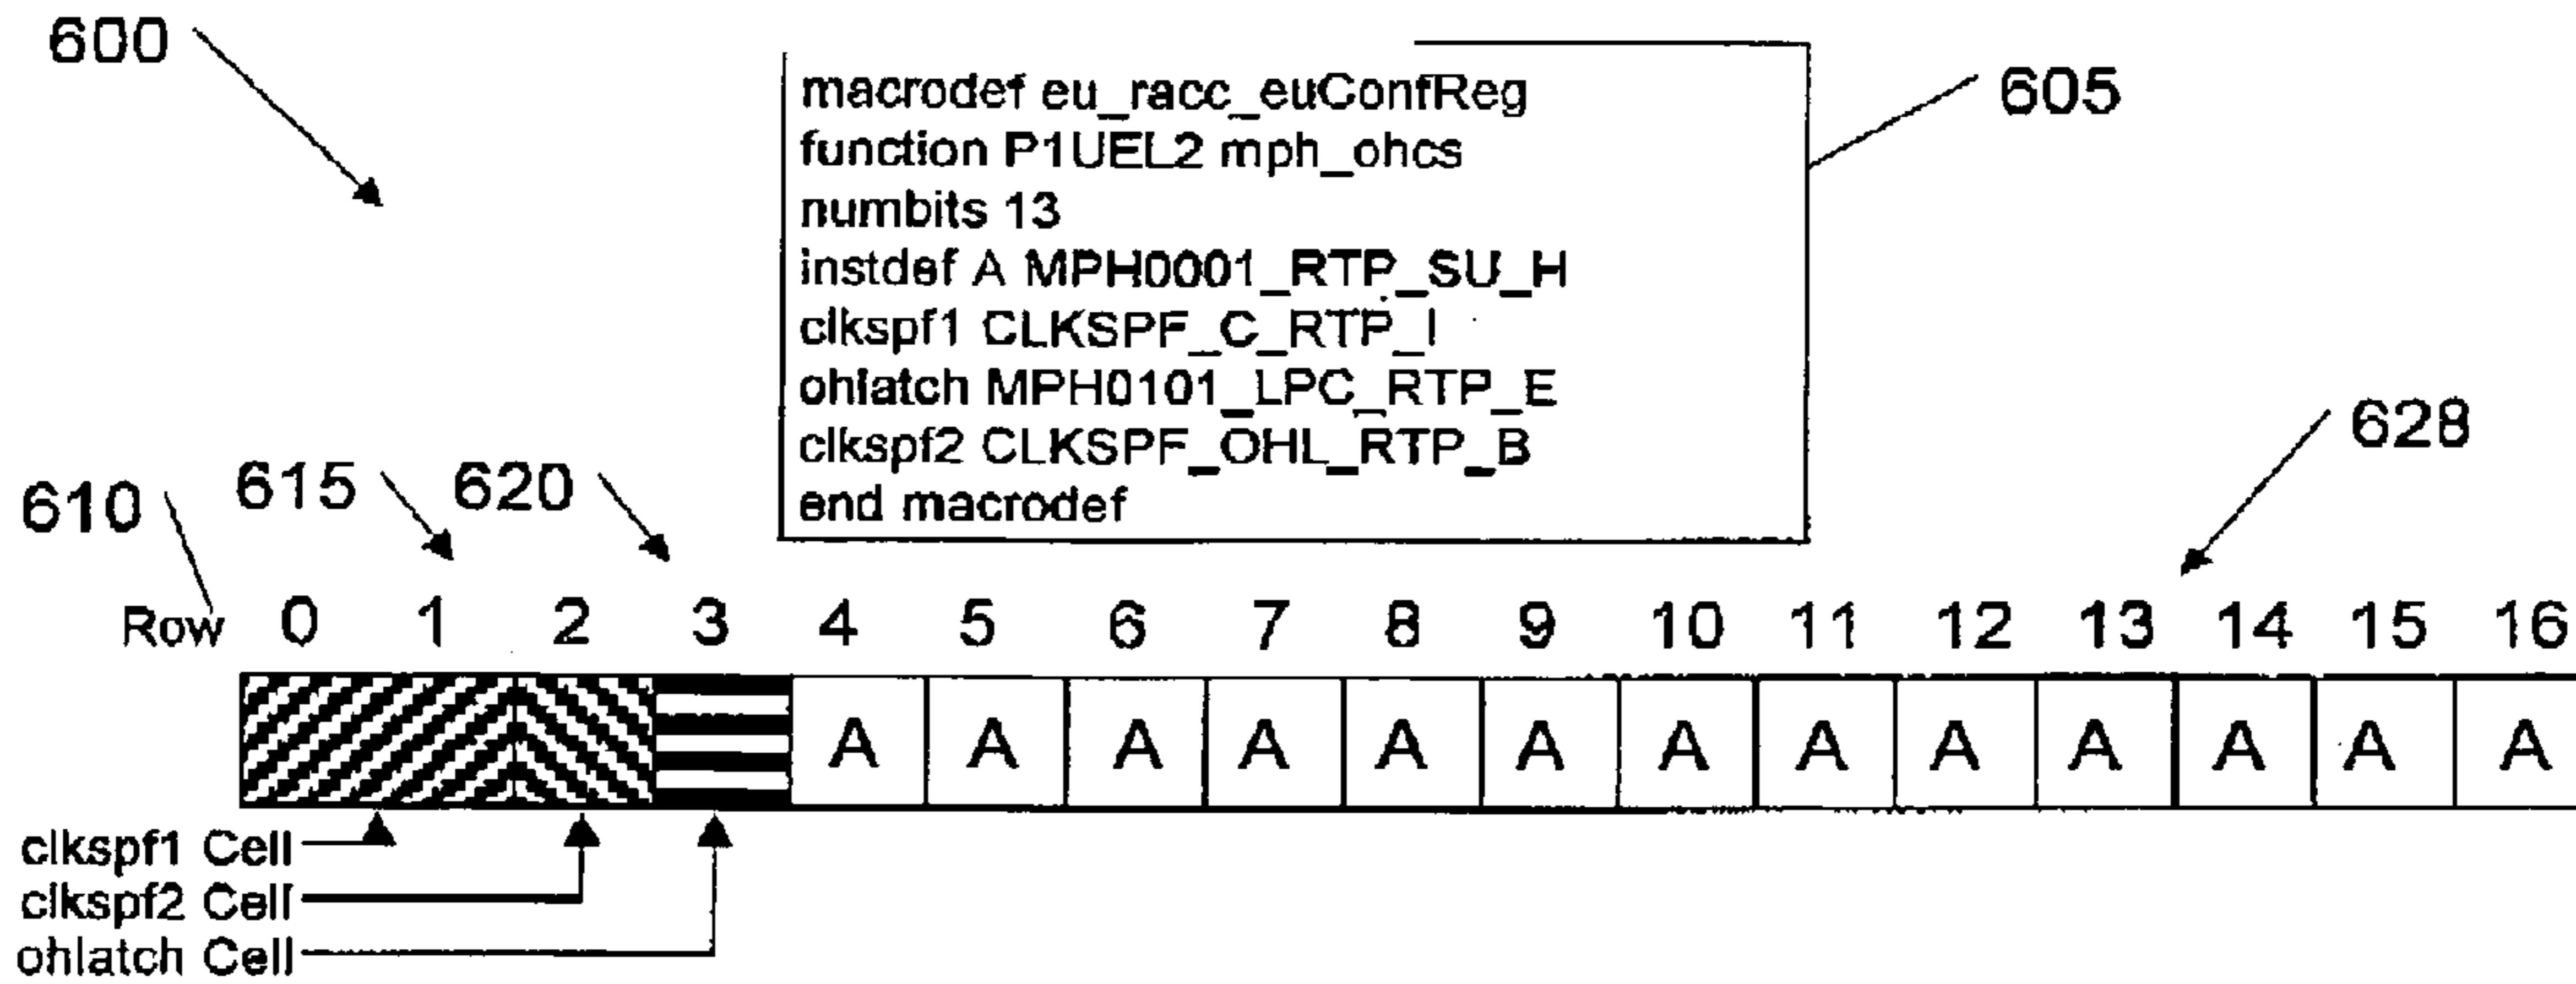 600
macrodef eu_racc_euConfReg
function P1UEL2 mph_ohcs
numbits 13
instdef A MPH0001_RTP_SU_H
clkspf1 CLKSPF_C_RTP_I
ohlatch MPH0101_LPC_RTP_E
clkspf2 CLKSPF_OHL_RTP_B
end macrodef
605
628
610 615 620
Row 0 1 2 3 4 5 6 7 8 9 10 11 12 13 14 15 16
A A A A A A A A A A A A A
clkspf1 Cell
clkspf2 Cell
ohlatch Cell